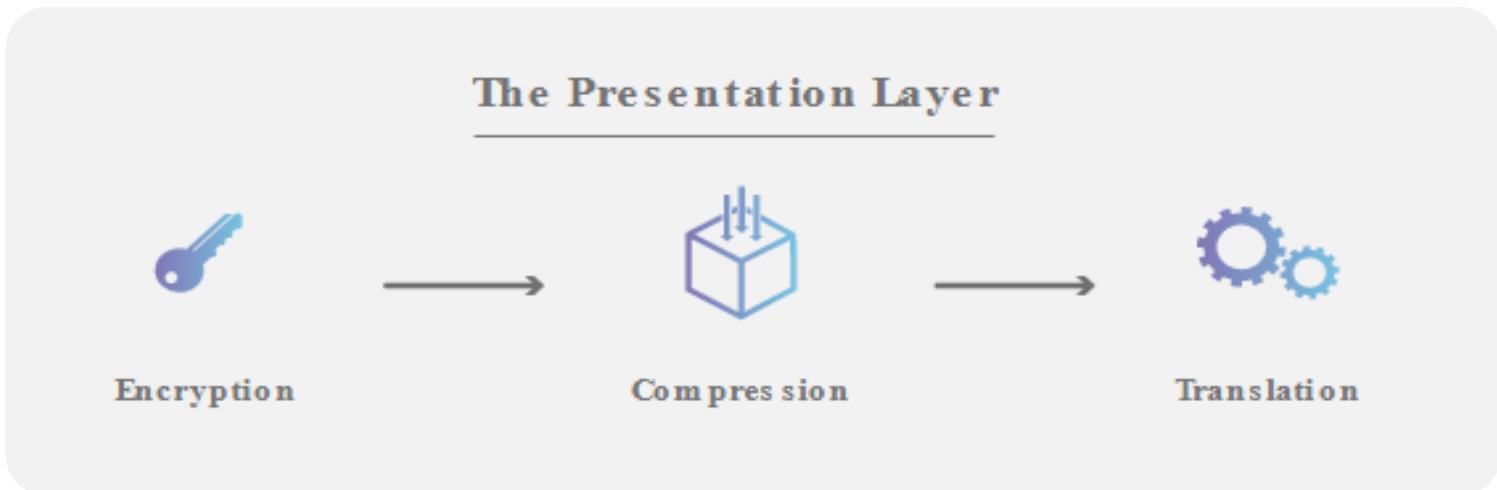 The Presentation Layer
Encryption
Compression
Translation